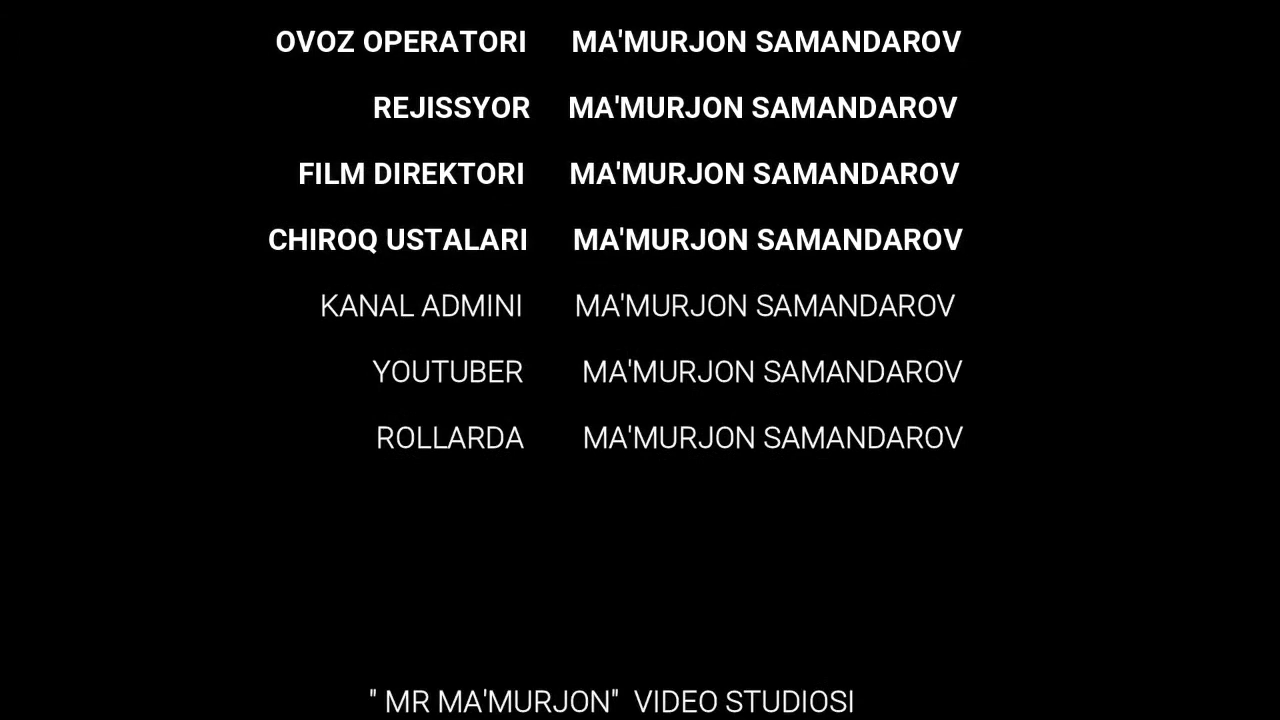 OVOZ OPERATORI MA'MURJON SAMANDAROV
REJISSYOR MA'MURJON SAMANDAROV
FILM DIREKTORI MA'MURJON SAMANDAROV
CHIROQ USTALARI MA'MURJON SAMANDAROV
KANAL ADMINI MA'MURJON SAMANDAROV
YOUTUBER MA'MURJON SAMANDAROV
ROLLARDA MA'MURJON SAMANDAROV
" MR MA'MURJON" VIDEO STUDIOSI